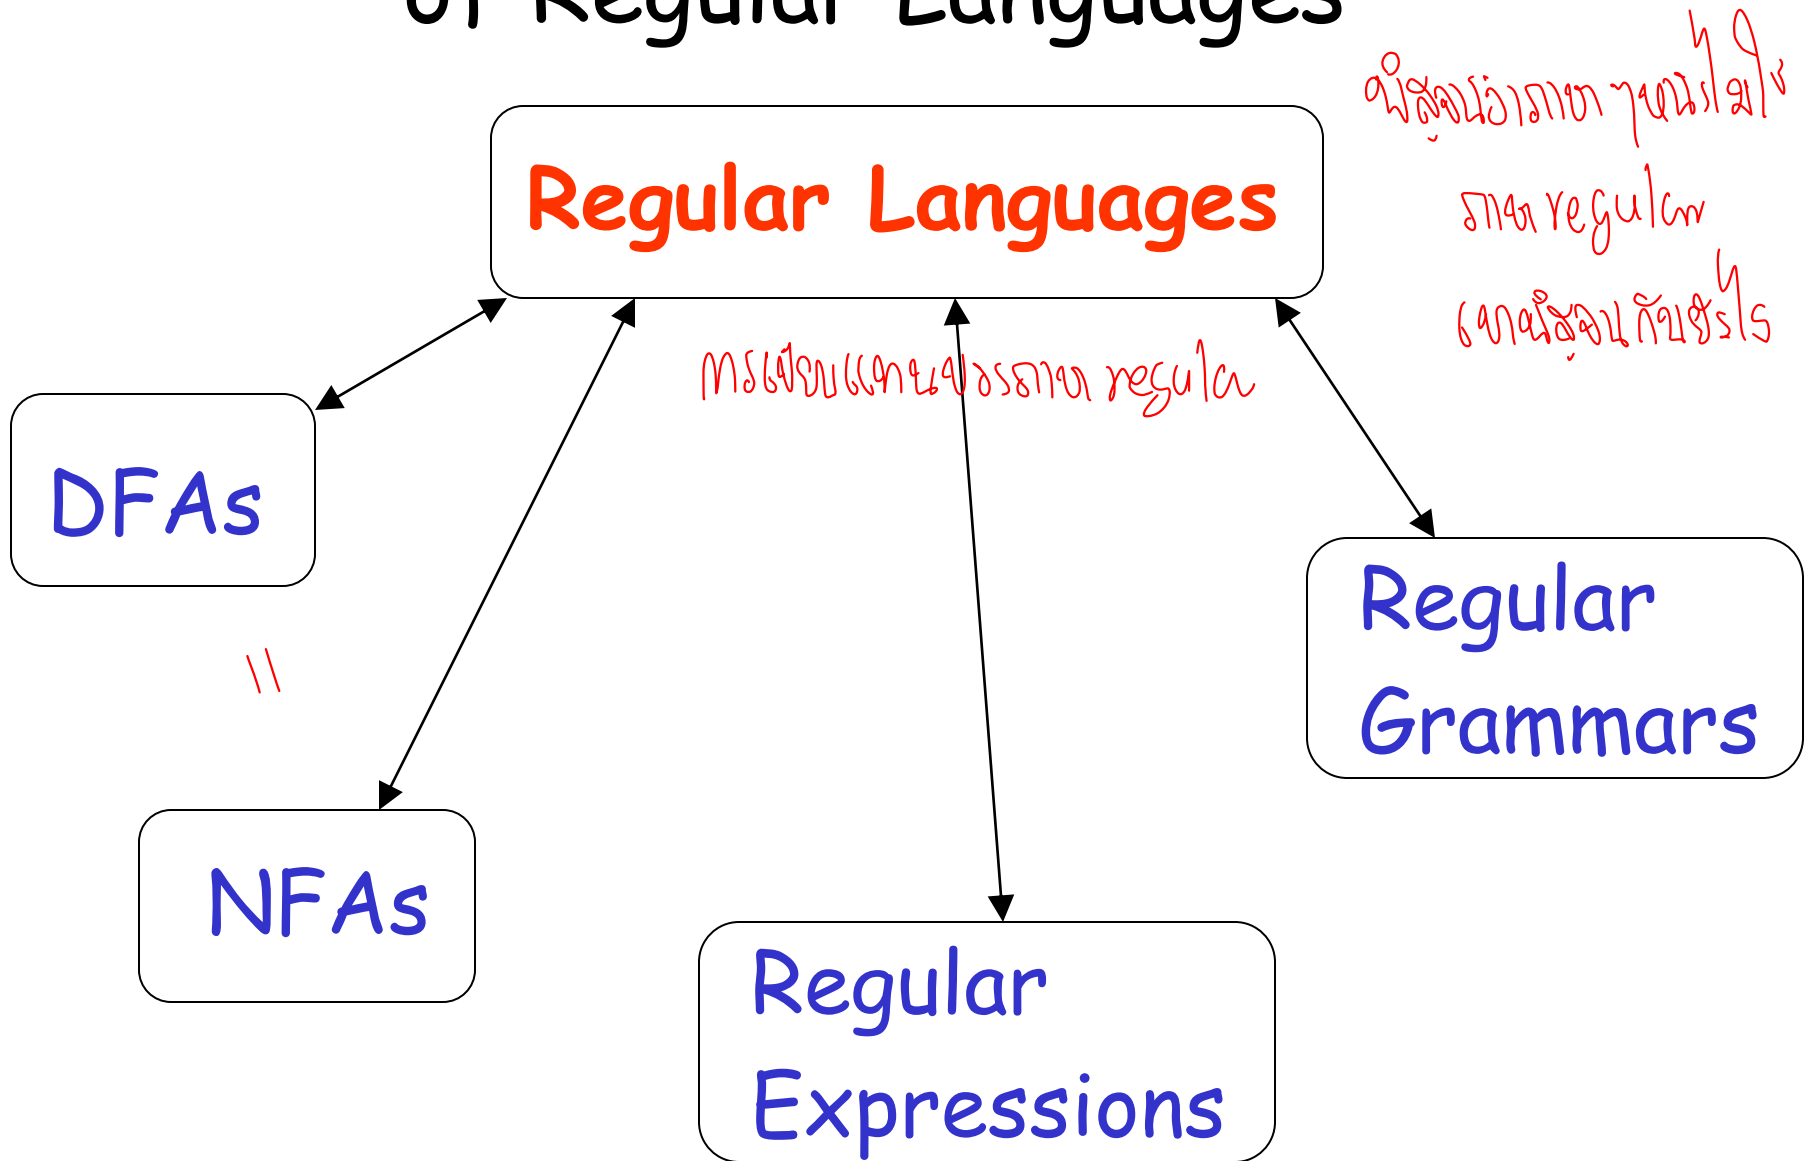 of Regular Languages
พิสูจน์ว่าภาษาไหนไม่ใช่
ภาษา regular
Regular Languages
เขาพิสูจน์กันยังไง
การเขียนแทนของภาษา regular
DFAs
Regular
Grammars
NFAs
Regular
Expressions